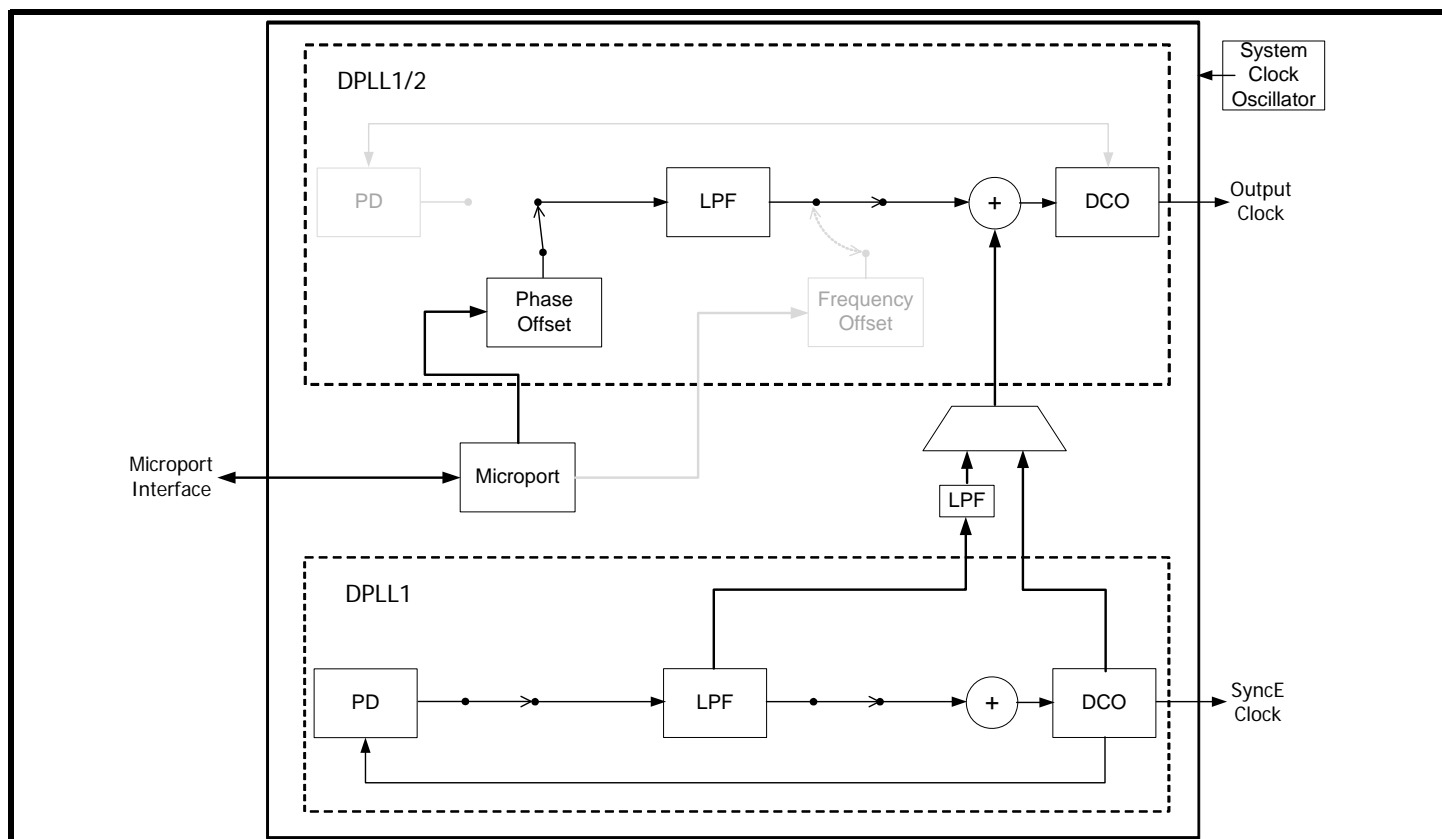 System
Clock
Oscillator
DPLL1/2
PD
LPF
+
DCO
Output
Clock
Phase
Offset
Frequency
Offset
Microport
Interface
Microport
LPF
DPLL1
PD
LPF
+
DCO
SyncE
Clock